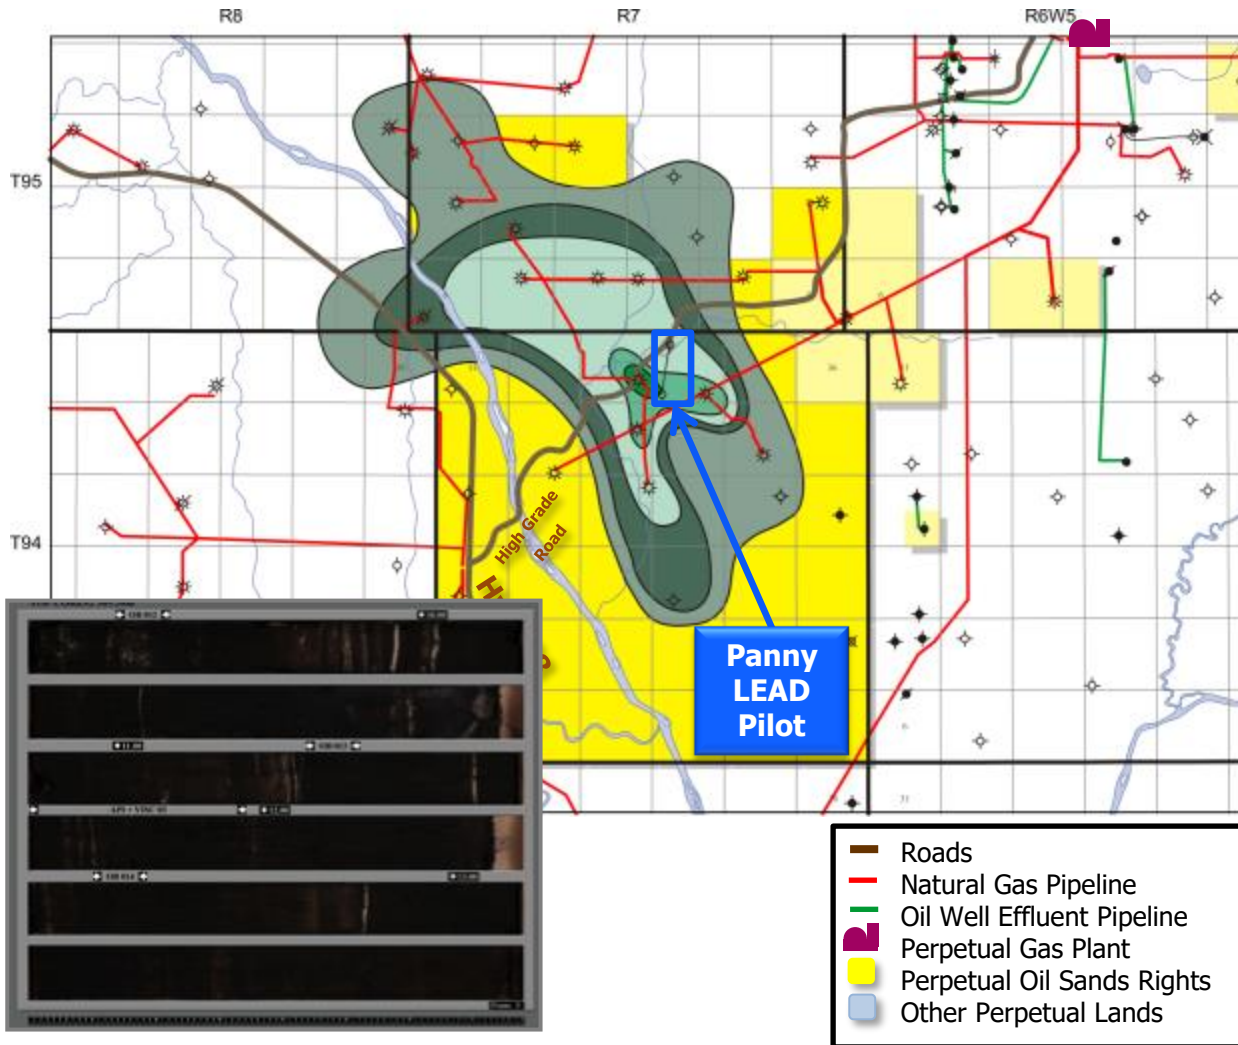 R8
R7
R6W5
T95
T94
High Grade
Road
Panny
LEAD
Pilot
Roads
Natural Gas Pipeline
Oil Well Effluent Pipeline
Perpetual Gas Plant
Perpetual Oil Sands Rights
Other Perpetual Lands